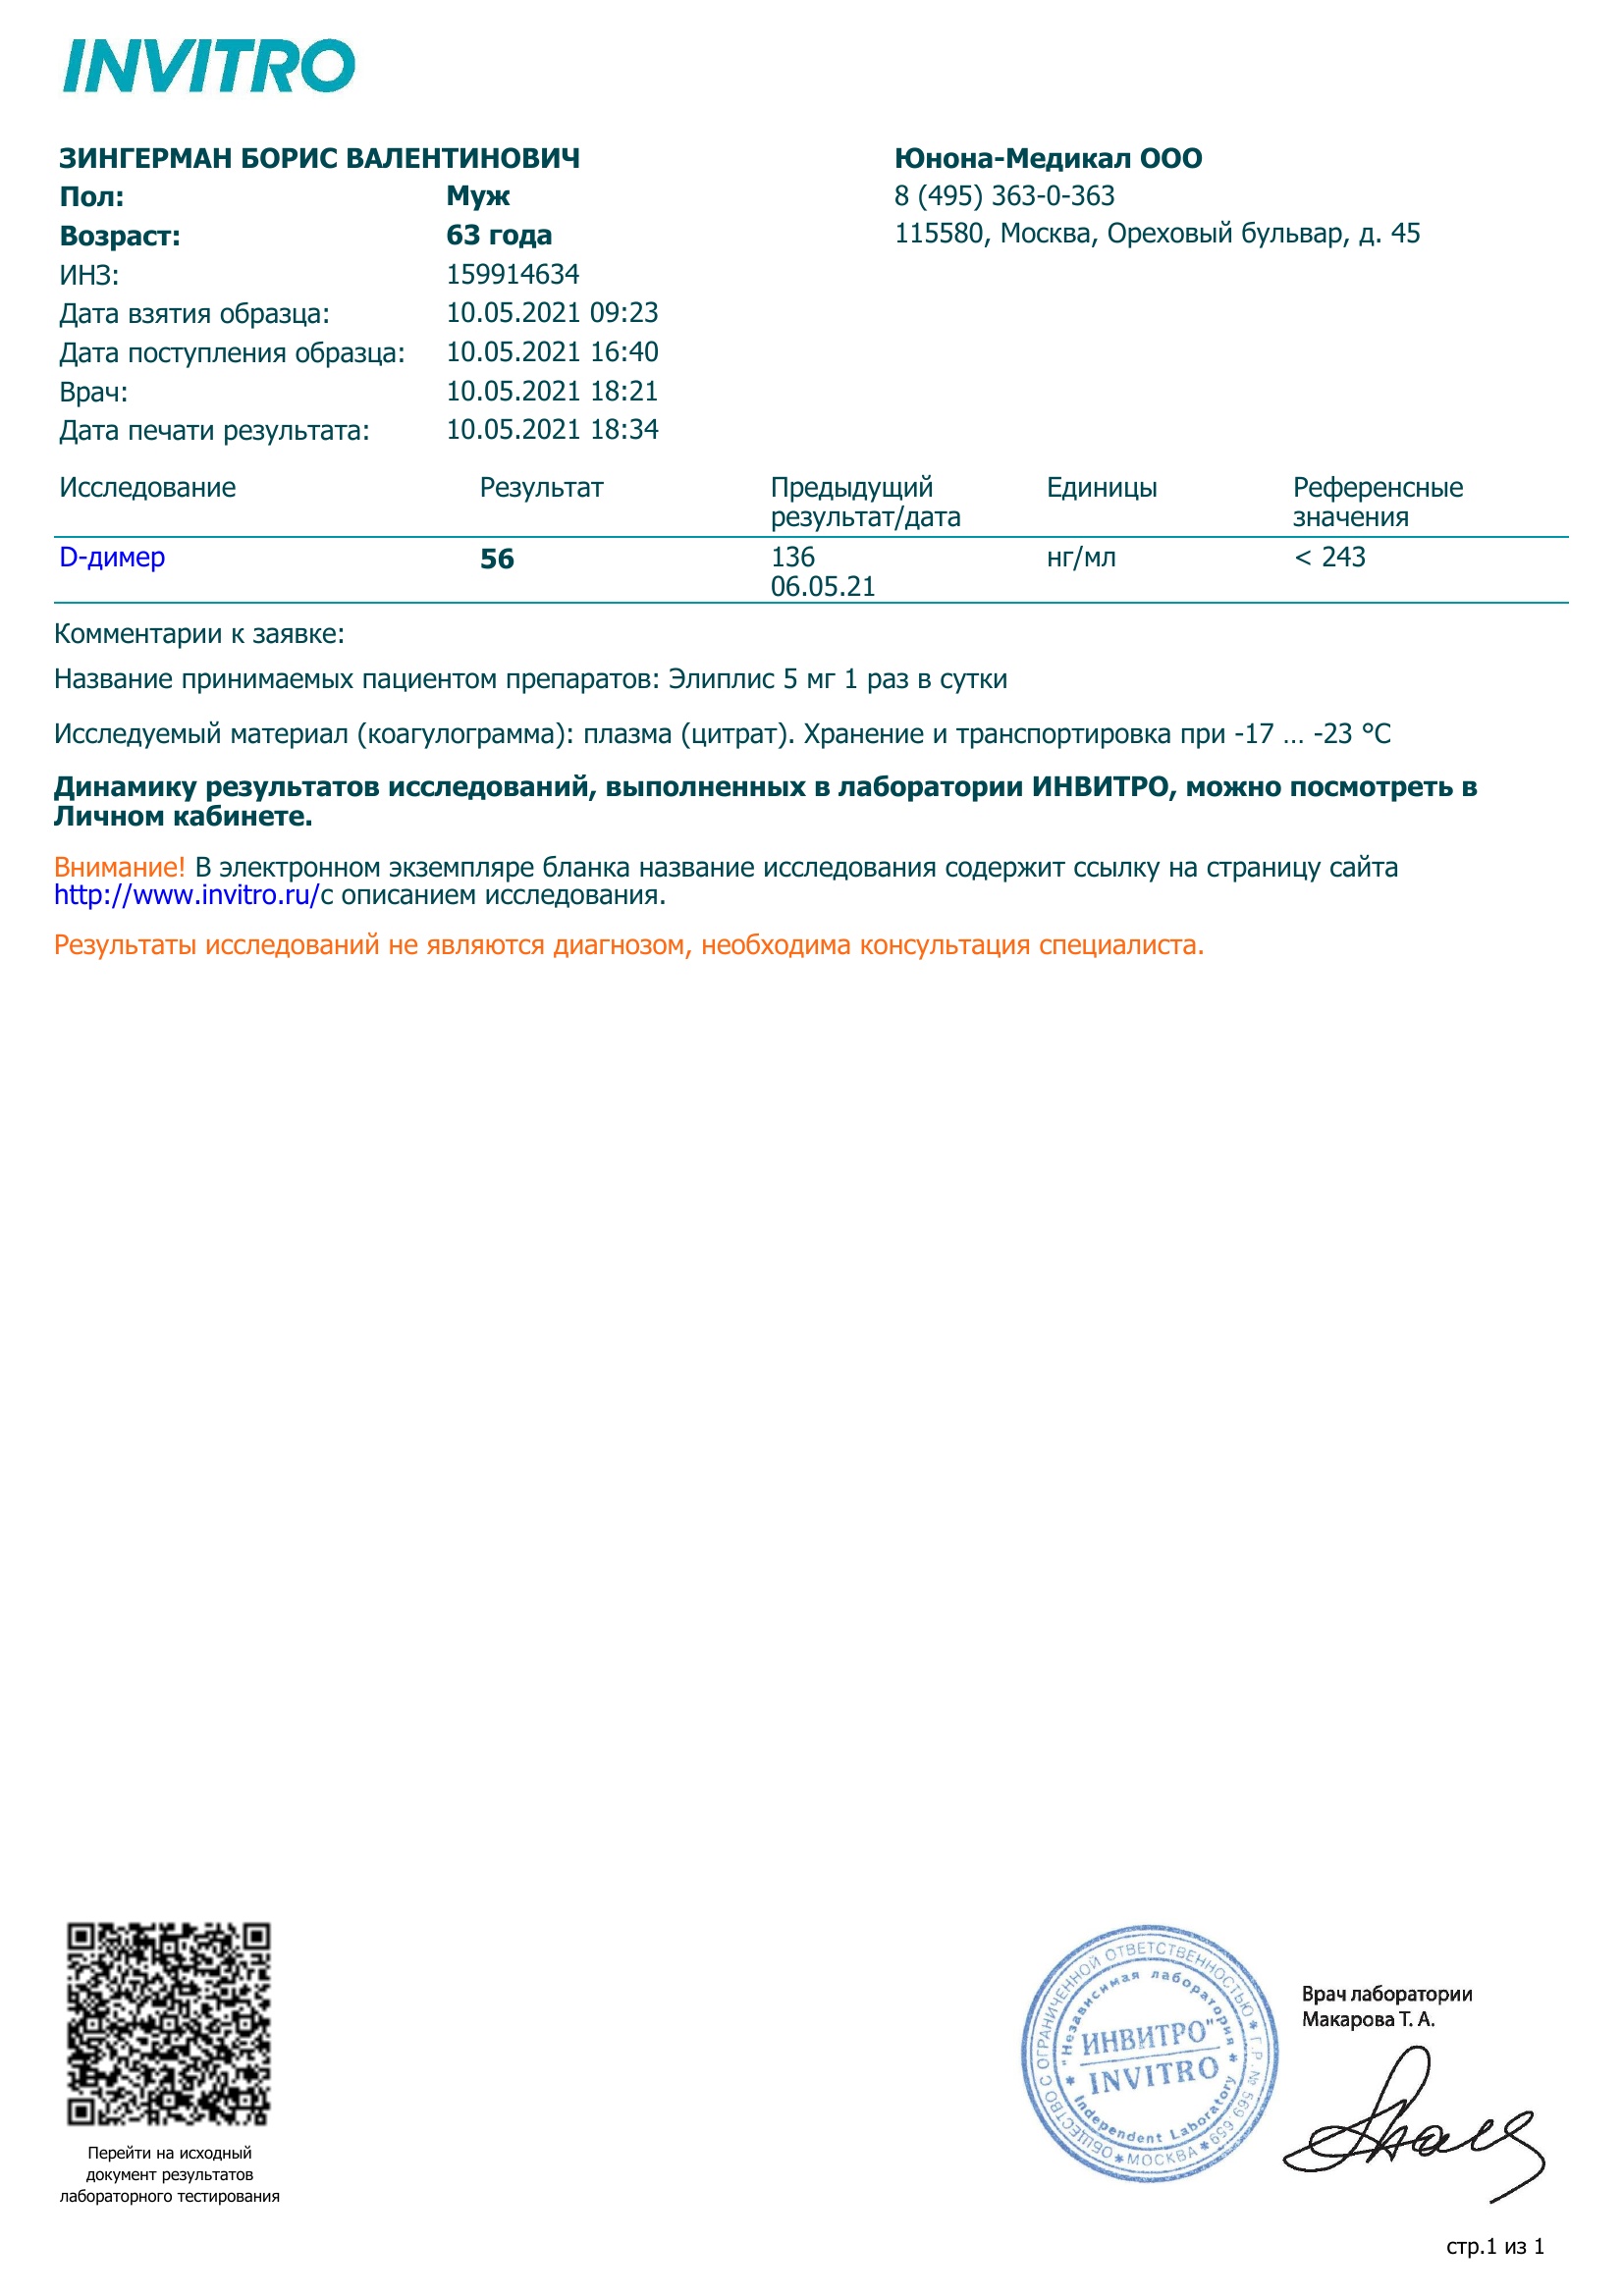 INVITRO
ЗИНГЕРМАН БОРИС ВАЛЕНТИНОВИЧ
Пол: Муж
Возраст: 63 года
ИНЗ: 159914634
Дата взятия образца: 10.05.2021 09:23
Дата поступления образца: 10.05.2021 16:40
Врач: 10.05.2021 18:21
Дата печати результата: 10.05.2021 18:34
Юнона-Медикал ООО
8 (495) 363-0-363
115580, Москва, Ореховый бульвар, д. 45
Исследование Результат Предыдущий результат/дата Единицы Референсные значения
D-димер 56 136 нг/мл < 243
06.05.21
Комментарии к заявке:
Название принимаемых пациентом препаратов: Элиплис 5 мг 1 раз в сутки
Исследуемый материал (коагулограмма): плазма (цитрат). Хранение и транспортировка при -17 ... -23 °C
Динамику результатов исследований, выполненных в лаборатории ИНВИТРО, можно посмотреть в
Личном кабинете.
Внимание! В электронном экземпляре бланка название исследования содержит ссылку на страницу сайта
http://www.invitro.ru/с описанием исследования.
Результаты исследований не являются диагнозом, необходима консультация специалиста.
Перейти на исходный
документ результатов
лабораторного тестирования
ОБЩЕСТВО С ОГРАНИЧЕННОЙ ОТВЕТСТВЕННОСТЬЮ * Г.Р. № 569 659 * МОСКВА *
"Независимая лаборатория
ИНВИТРО"
INVITRO
Independent Laboratory
Врач лаборатории
Макарова Т. А.
стр.1 из 1